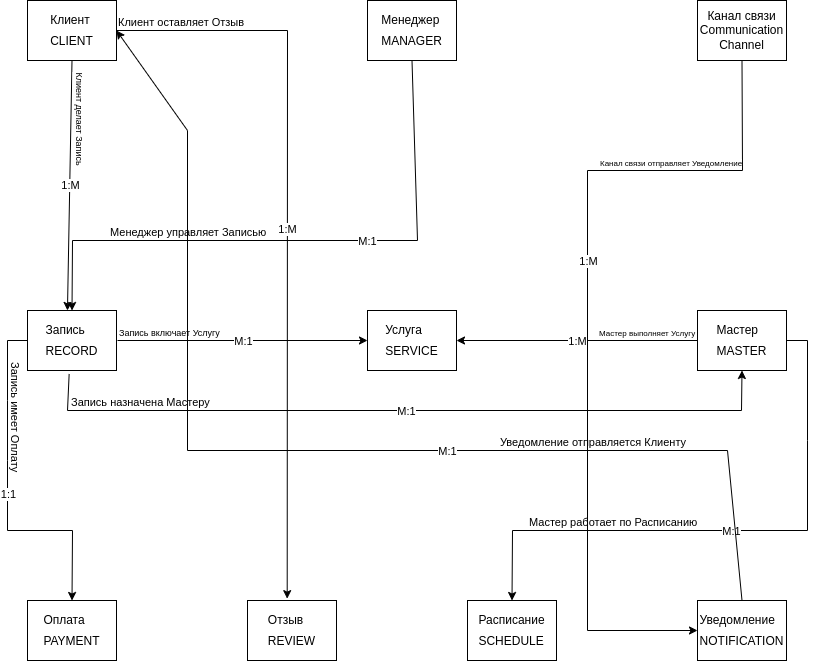 Клиент
CLIENT
Клиент оставляет Отзыв
Менеджер
MANAGER
Канал связи
Communication
Channel
Клиент делает Запись
1:M
Канал связи отправляет Уведомление
Менеджер управляет Записью
M:1
1:M
1:M
Запись
RECORD
Запись включает Услугу
M:1
Услуга
SERVICE
1:M
Мастер выполняет Услугу
Мастер
MASTER
Запись имеет Оплату
1:1
Запись назначена Мастеру
M:1
M:1
Уведомление отправляется Клиенту
Мастер работает по Расписанию
M:1
Оплата
PAYMENT
Отзыв
REVIEW
Расписание
SCHEDULE
Уведомление
NOTIFICATION